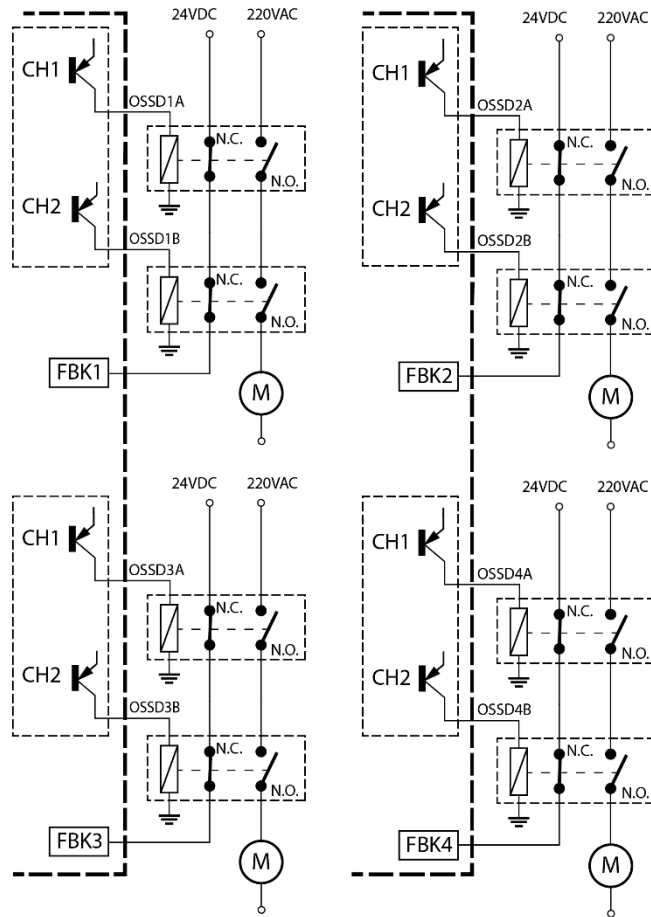 24VDC 220VAC
CH1
OSSD1A
N.C.
N.O.
CH2
OSSD1B
N.C.
N.O.
FBK1
M
24VDC 220VAC
CH1
OSSD2A
N.C.
N.O.
CH2
OSSD2B
N.C.
N.O.
FBK2
M
24VDC 220VAC
CH1
OSSD3A
N.C.
N.O.
CH2
OSSD3B
N.C.
N.O.
FBK3
M
24VDC 220VAC
CH1
OSSD4A
N.C.
N.O.
CH2
OSSD4B
N.C.
N.O.
FBK4
M